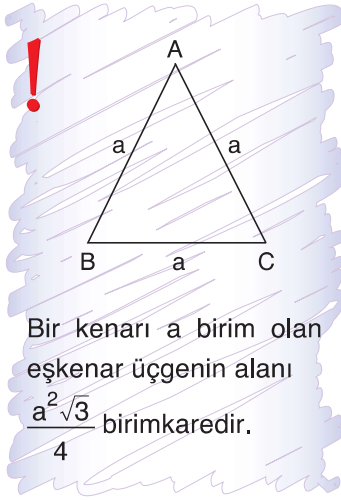 !
A
a a
B a C
Bir kenarı a birim olan
eşkenar üçgenin alanı
a²√3/4 birimkaredir.